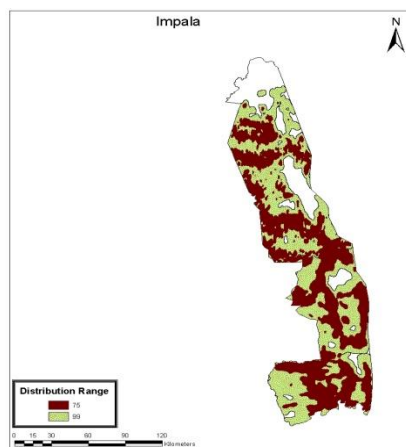 Impala
N
Distribution Range
75
99
0 15 30 60 90 120
Kilometers